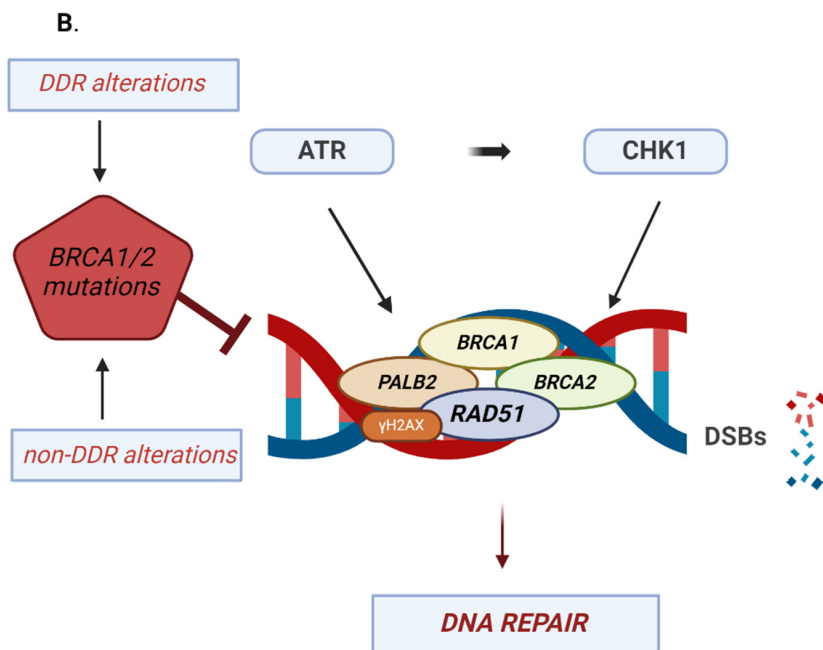 B.
DDR alterations
ATR
CHK1
BRCA1/2
mutations
BRCA1
PALB2
BRCA2
RAD51
γH2AX
DSBs
non-DDR alterations
DNA REPAIR